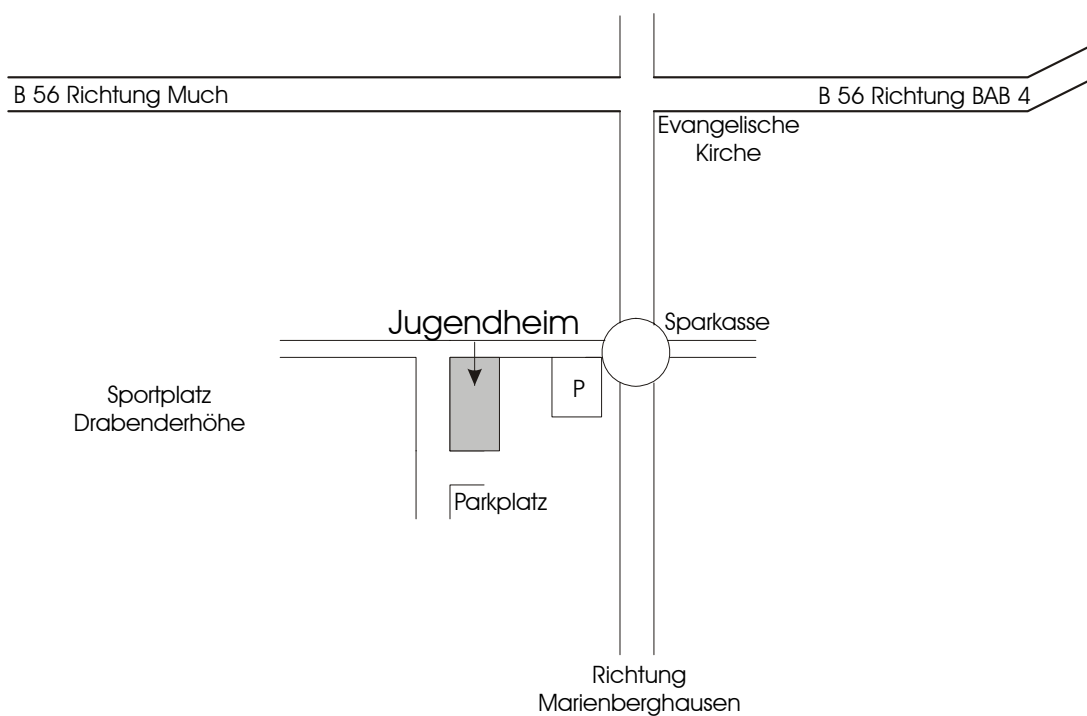 B 56 Richtung Much
B 56 Richtung BAB 4
Evangelische
Kirche
Jugendheim
Sparkasse
P
Sportplatz
Drabenderhöhe
Parkplatz
Richtung
Marienberghausen